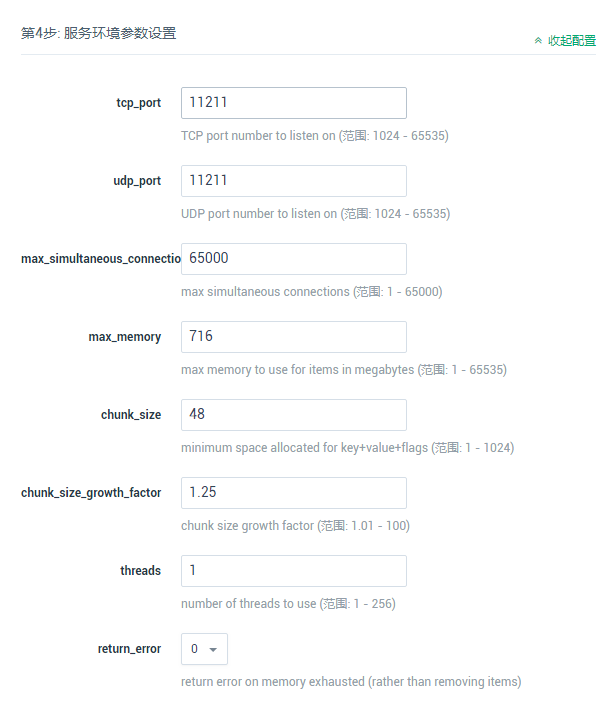 第4步: 服务环境参数设置
收起配置
tcp_port
11211
TCP port number to listen on (范围: 1024 - 65535)
udp_port
11211
UDP port number to listen on (范围: 1024 - 65535)
max_simultaneous_connectio
65000
max simultaneous connections (范围: 1 - 65000)
max_memory
716
max memory to use for items in megabytes (范围: 1 - 65535)
chunk_size
48
minimum space allocated for key+value+flags (范围: 1 - 1024)
chunk_size_growth_factor
1.25
chunk size growth factor (范围: 1.01 - 100)
threads
1
number of threads to use (范围: 1 - 256)
return_error
0
return error on memory exhausted (rather than removing items)